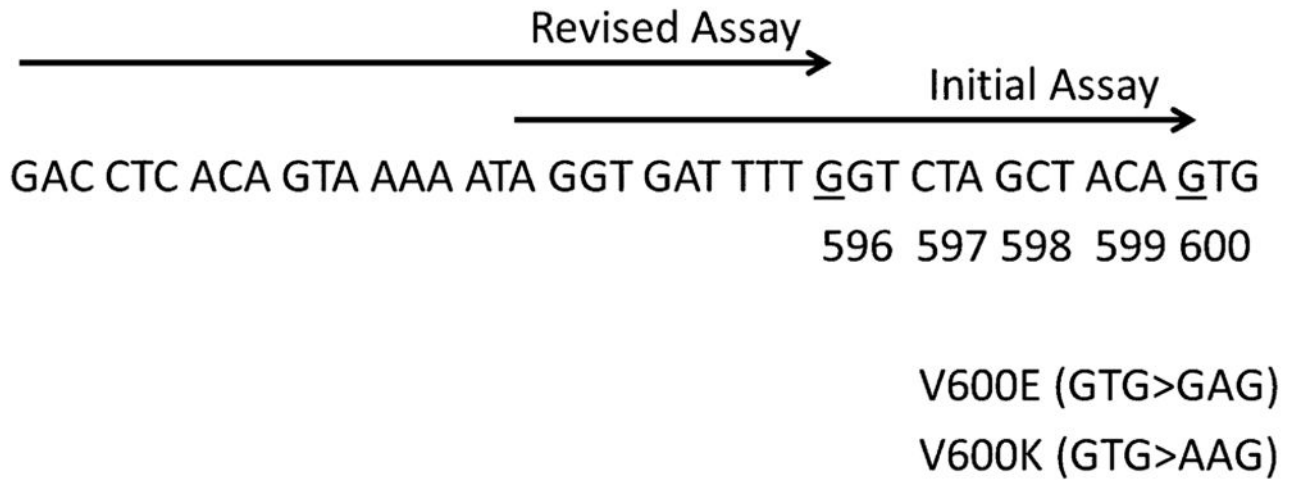 Revised Assay
Initial Assay
GAC CTC ACA GTA AAA ATA GGT GAT TTT GGT CTA GCT ACA GTG
596 597 598 599 600
V600E (GTG>GAG)
V600K (GTG>AAG)